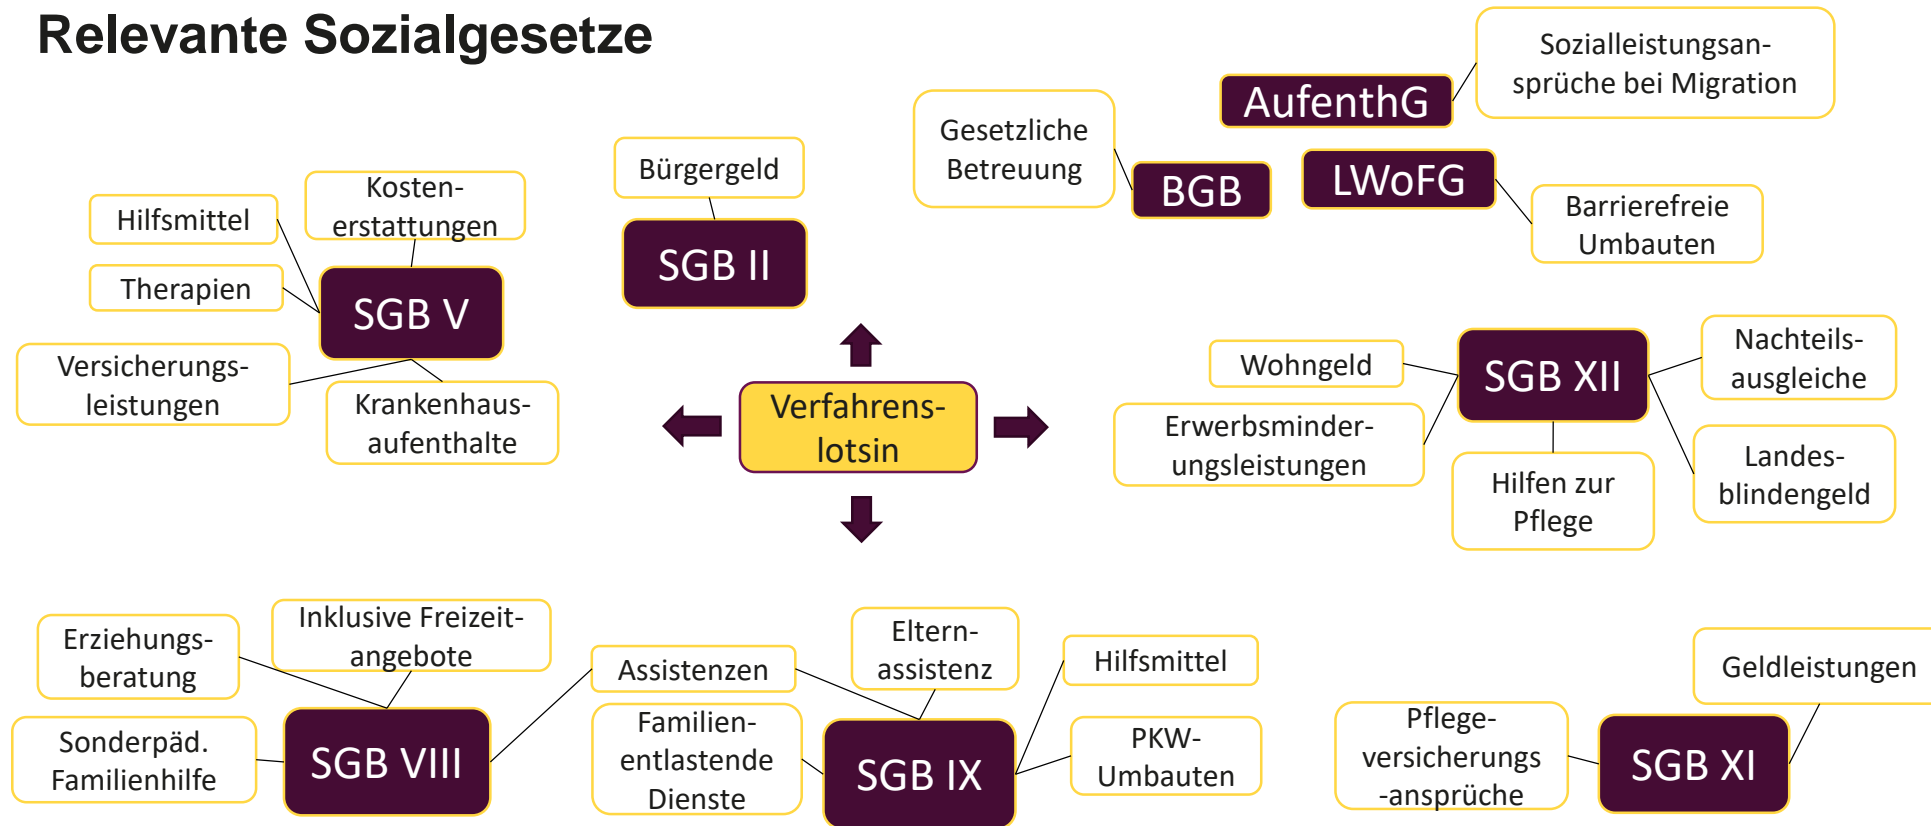 Relevante Sozialgesetze
Sozialleistungsan-
sprüche bei Migration
AufenthG
Gesetzliche
Betreuung
BGB
LWoFG
Barrierefreie
Umbauten
Bürgergeld
SGB II
Kosten-
erstattungen
Hilfsmittel
Therapien
SGB V
Versicherungs-
leistungen
Krankenhaus-
aufenthalte
Verfahrens-
lotsin
Wohngeld
SGB XII
Nachteils-
ausgleiche
Erwerbsminder-
ungsleistungen
Hilfen zur
Pflege
Landes-
blindengeld
Erziehungs-
beratung
Inklusive Freizeit-
angebote
Sonderpäd.
Familienhilfe
SGB VIII
Assistenzen
Eltern-
assistenz
Hilfsmittel
Familien-
entlastende
Dienste
SGB IX
PKW-
Umbauten
Geldleistungen
Pflege-
versicherungs
-ansprüche
SGB XI